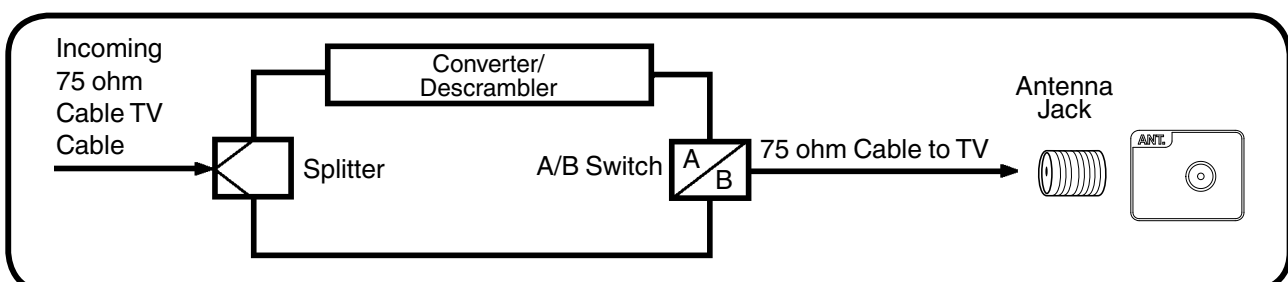 Incoming
75 ohm
Cable TV
Cable
Converter/
Descrambler
Splitter
A/B Switch
A
B
75 ohm Cable to TV
Antenna
Jack
ANT.